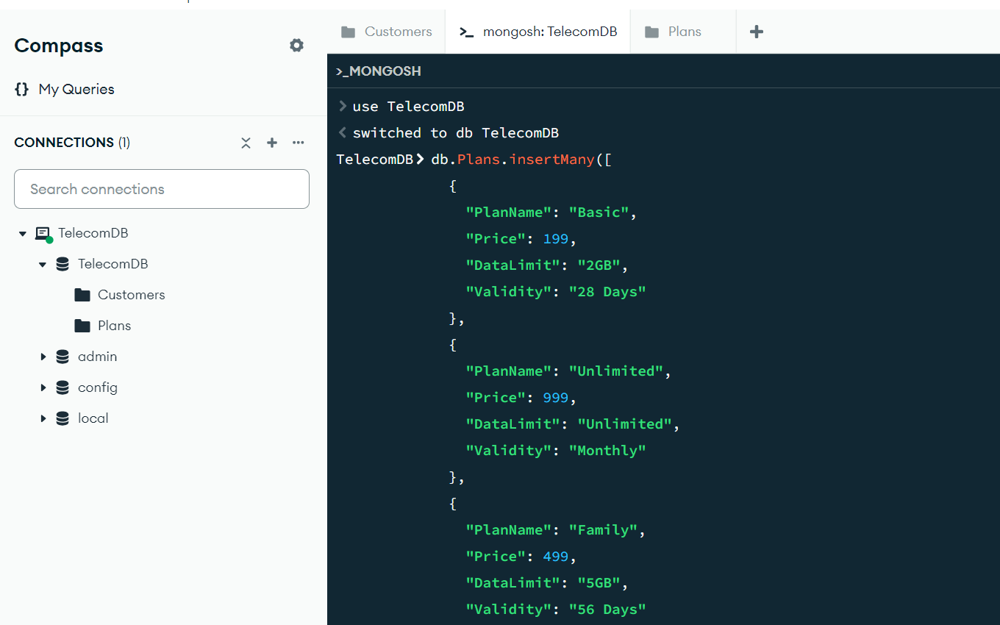 Compass
{} My Queries
CONNECTIONS (1)
Search connections
TelecomDB
TelecomDB
Customers
Plans
admin
config
local
Customers
>_ mongosh: TelecomDB
Plans
>_MONGOSH
> use TelecomDB
< switched to db TelecomDB
TelecomDB> db.Plans.insertMany([
{
"PlanName": "Basic",
"Price": 199,
"DataLimit": "2GB",
"Validity": "28 Days"
},
{
"PlanName": "Unlimited",
"Price": 999,
"DataLimit": "Unlimited",
"Validity": "Monthly"
},
{
"PlanName": "Family",
"Price": 499,
"DataLimit": "5GB",
"Validity": "56 Days"